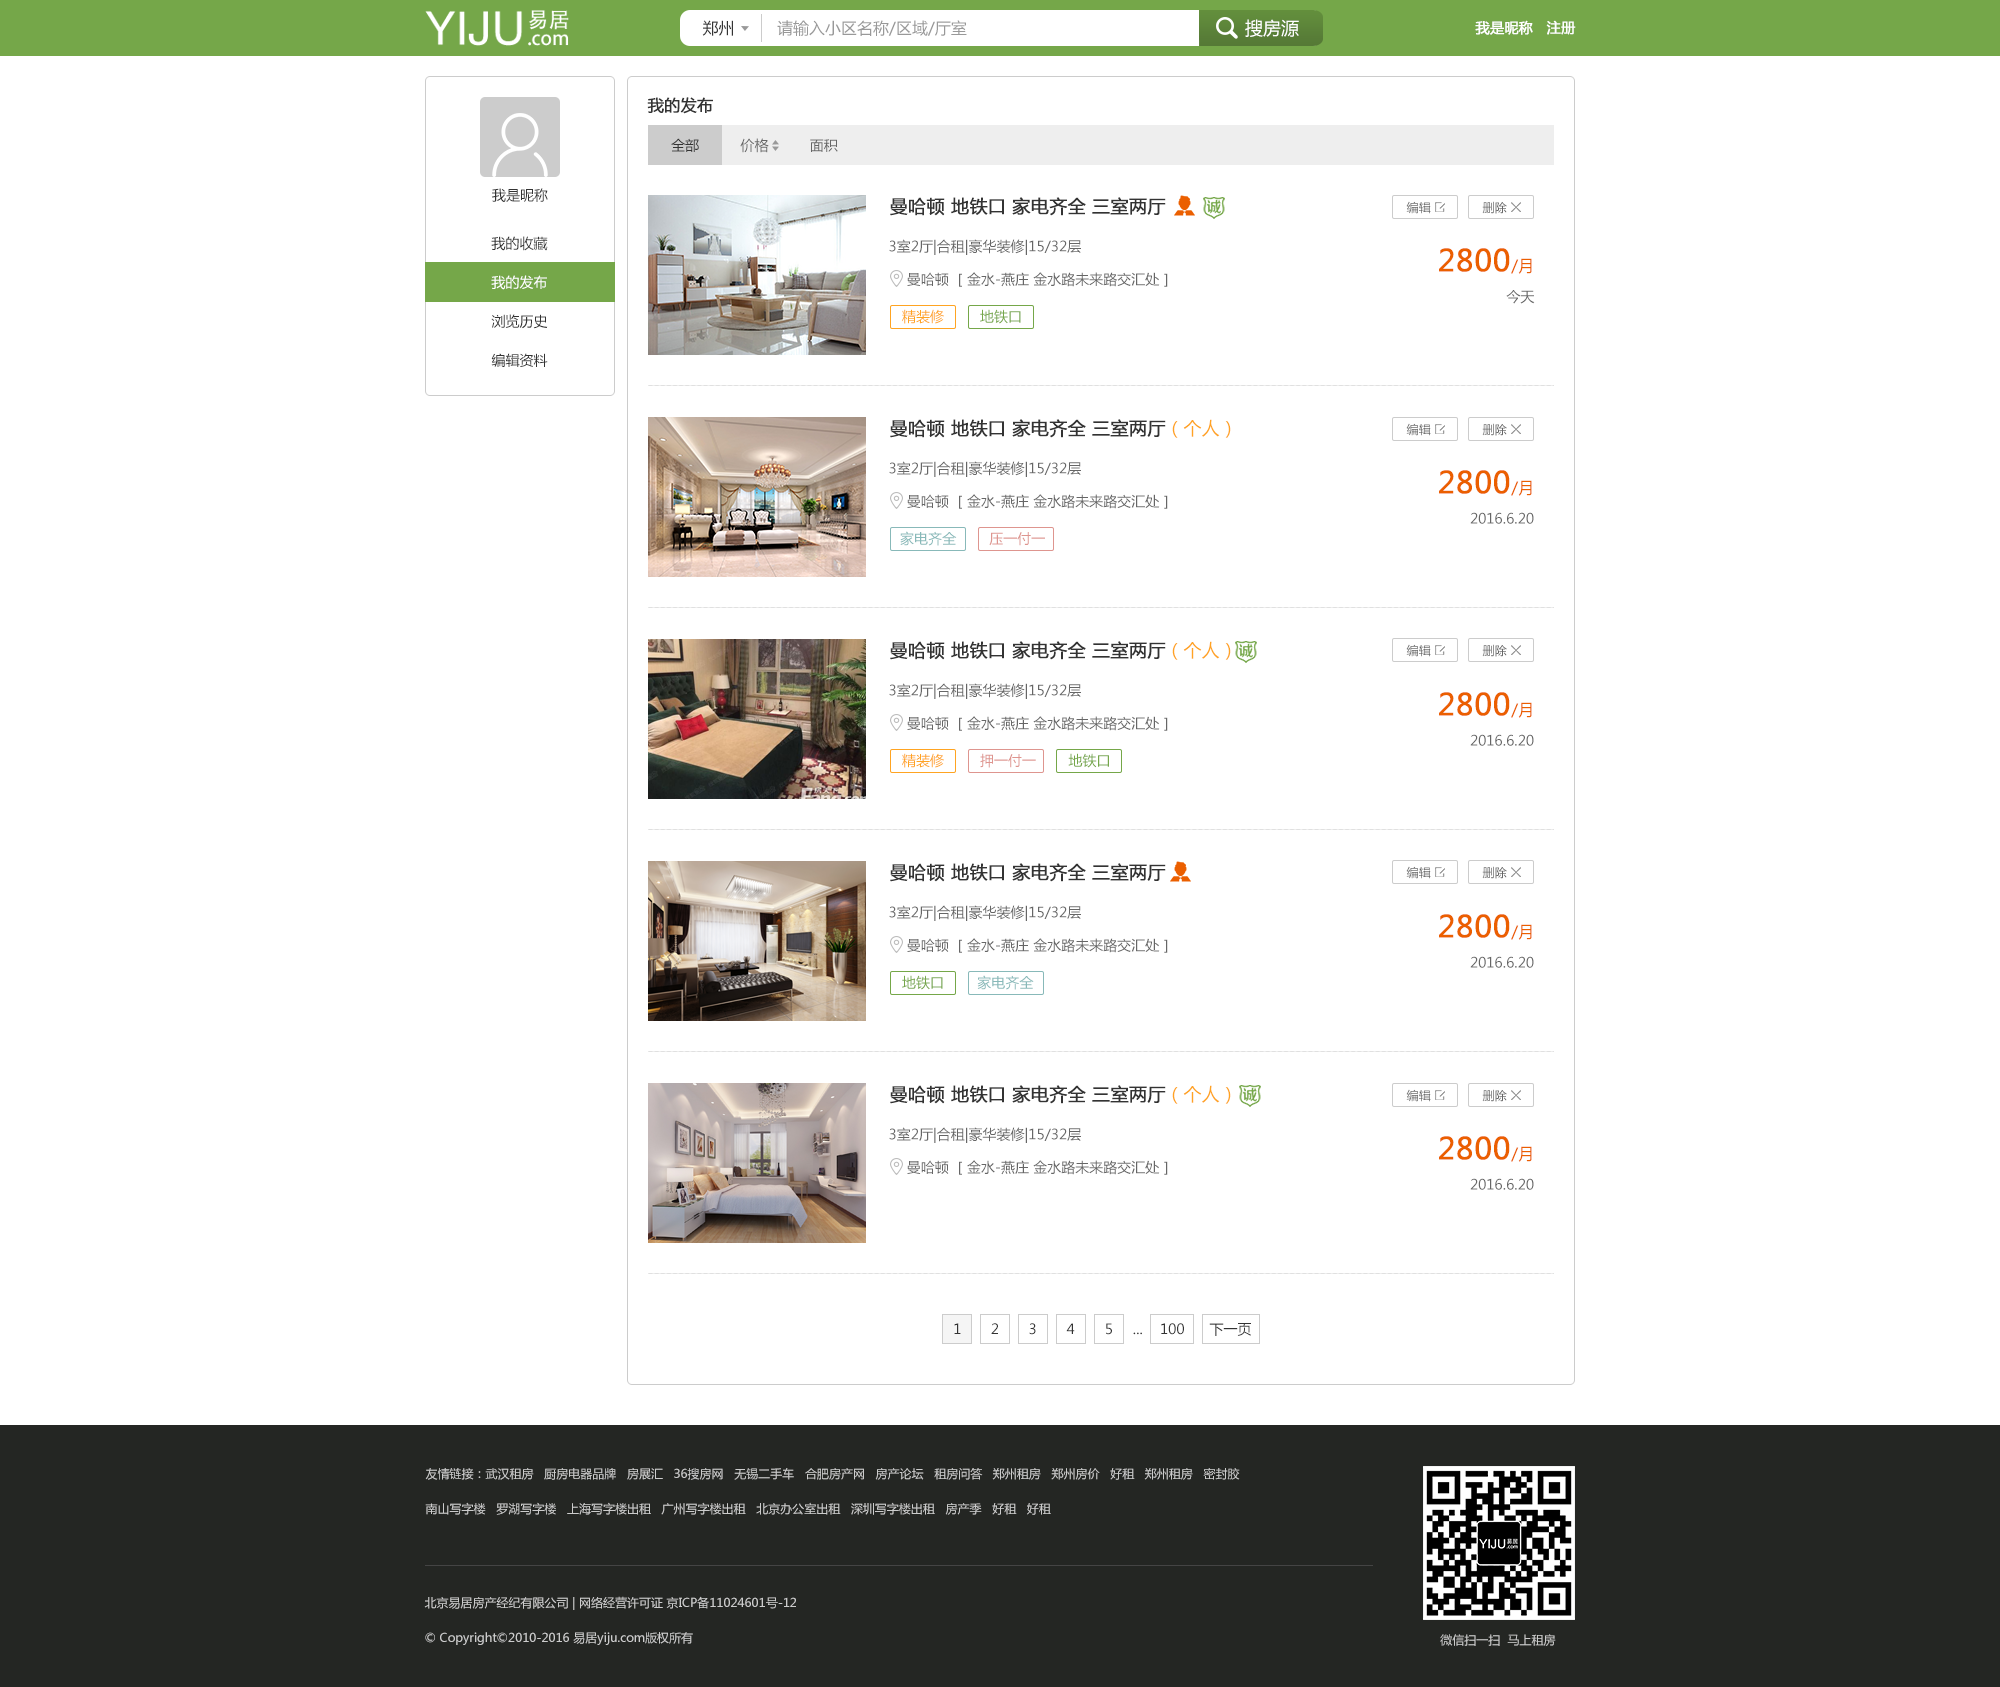 YIJU易居.com 郑州 请输入小区名称/区域/厅室 搜房源 我是昵称 注册
我是昵称
我的收藏
我的发布
浏览历史
编辑资料
我的发布
全部 价格 面积
曼哈顿 地铁口 家电齐全 三室两厅 诚 编辑 删除
3室2厅|合租|豪华装修|15/32层
2800/月
曼哈顿 [ 金水-燕庄 金水路未来路交汇处 ]
今天
精装修 地铁口
曼哈顿 地铁口 家电齐全 三室两厅 ( 个人 ) 编辑 删除
3室2厅|合租|豪华装修|15/32层
2800/月
曼哈顿 [ 金水-燕庄 金水路未来路交汇处 ]
2016.6.20
家电齐全 压一付一
曼哈顿 地铁口 家电齐全 三室两厅 ( 个人 ) 诚 编辑 删除
3室2厅|合租|豪华装修|15/32层
2800/月
曼哈顿 [ 金水-燕庄 金水路未来路交汇处 ]
2016.6.20
精装修 押一付一 地铁口
曼哈顿 地铁口 家电齐全 三室两厅 编辑 删除
3室2厅|合租|豪华装修|15/32层
2800/月
曼哈顿 [ 金水-燕庄 金水路未来路交汇处 ]
2016.6.20
地铁口 家电齐全
曼哈顿 地铁口 家电齐全 三室两厅 ( 个人 ) 诚 编辑 删除
3室2厅|合租|豪华装修|15/32层
2800/月
曼哈顿 [ 金水-燕庄 金水路未来路交汇处 ]
2016.6.20
1 2 3 4 5 ... 100 下一页
友情链接：武汉租房 厨房电器品牌 房展汇 36搜房网 无锡二手车 合肥房产网 房产论坛 租房问答 郑州租房 郑州房价 好租 郑州租房 密封胶
南山写字楼 罗湖写字楼 上海写字楼出租 广州写字楼出租 北京办公室出租 深圳写字楼出租 房产季 好租 好租
YIJU易居.com
北京易居房产经纪有限公司 | 网络经营许可证 京ICP备11024601号-12
© Copyright©2010-2016 易居yiju.com版权所有
微信扫一扫 马上租房